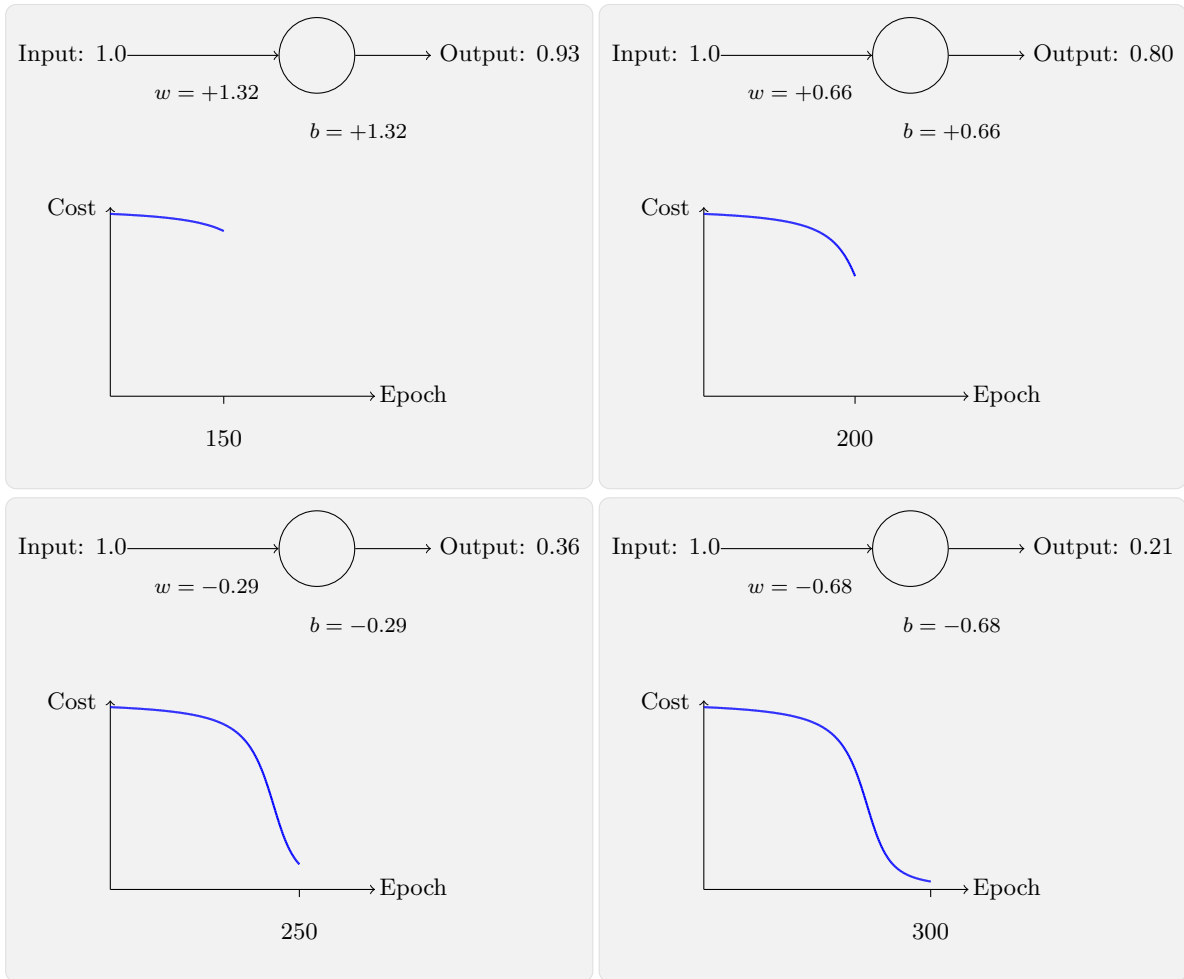 Input: 1.0 Output: 0.93
w = +1.32
b = +1.32
Cost
Epoch
150
Input: 1.0 Output: 0.80
w = +0.66
b = +0.66
Cost
Epoch
200
Input: 1.0 Output: 0.36
w = −0.29
b = −0.29
Cost
Epoch
250
Input: 1.0 Output: 0.21
w = −0.68
b = −0.68
Cost
Epoch
300